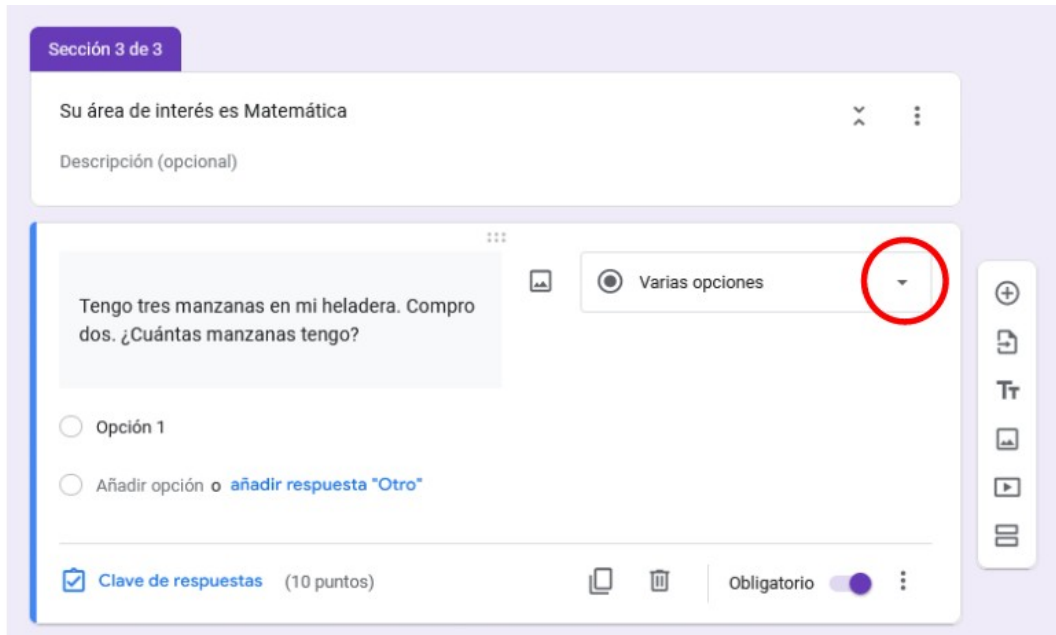 Sección 3 de 3
Su área de interés es Matemática
Descripción (opcional)
Tengo tres manzanas en mi heladera. Compro
dos. ¿Cuántas manzanas tengo?
Varias opciones
Opción 1
Añadir opción o añadir respuesta "Otro"
Clave de respuestas (10 puntos)
Obligatorio
Tт